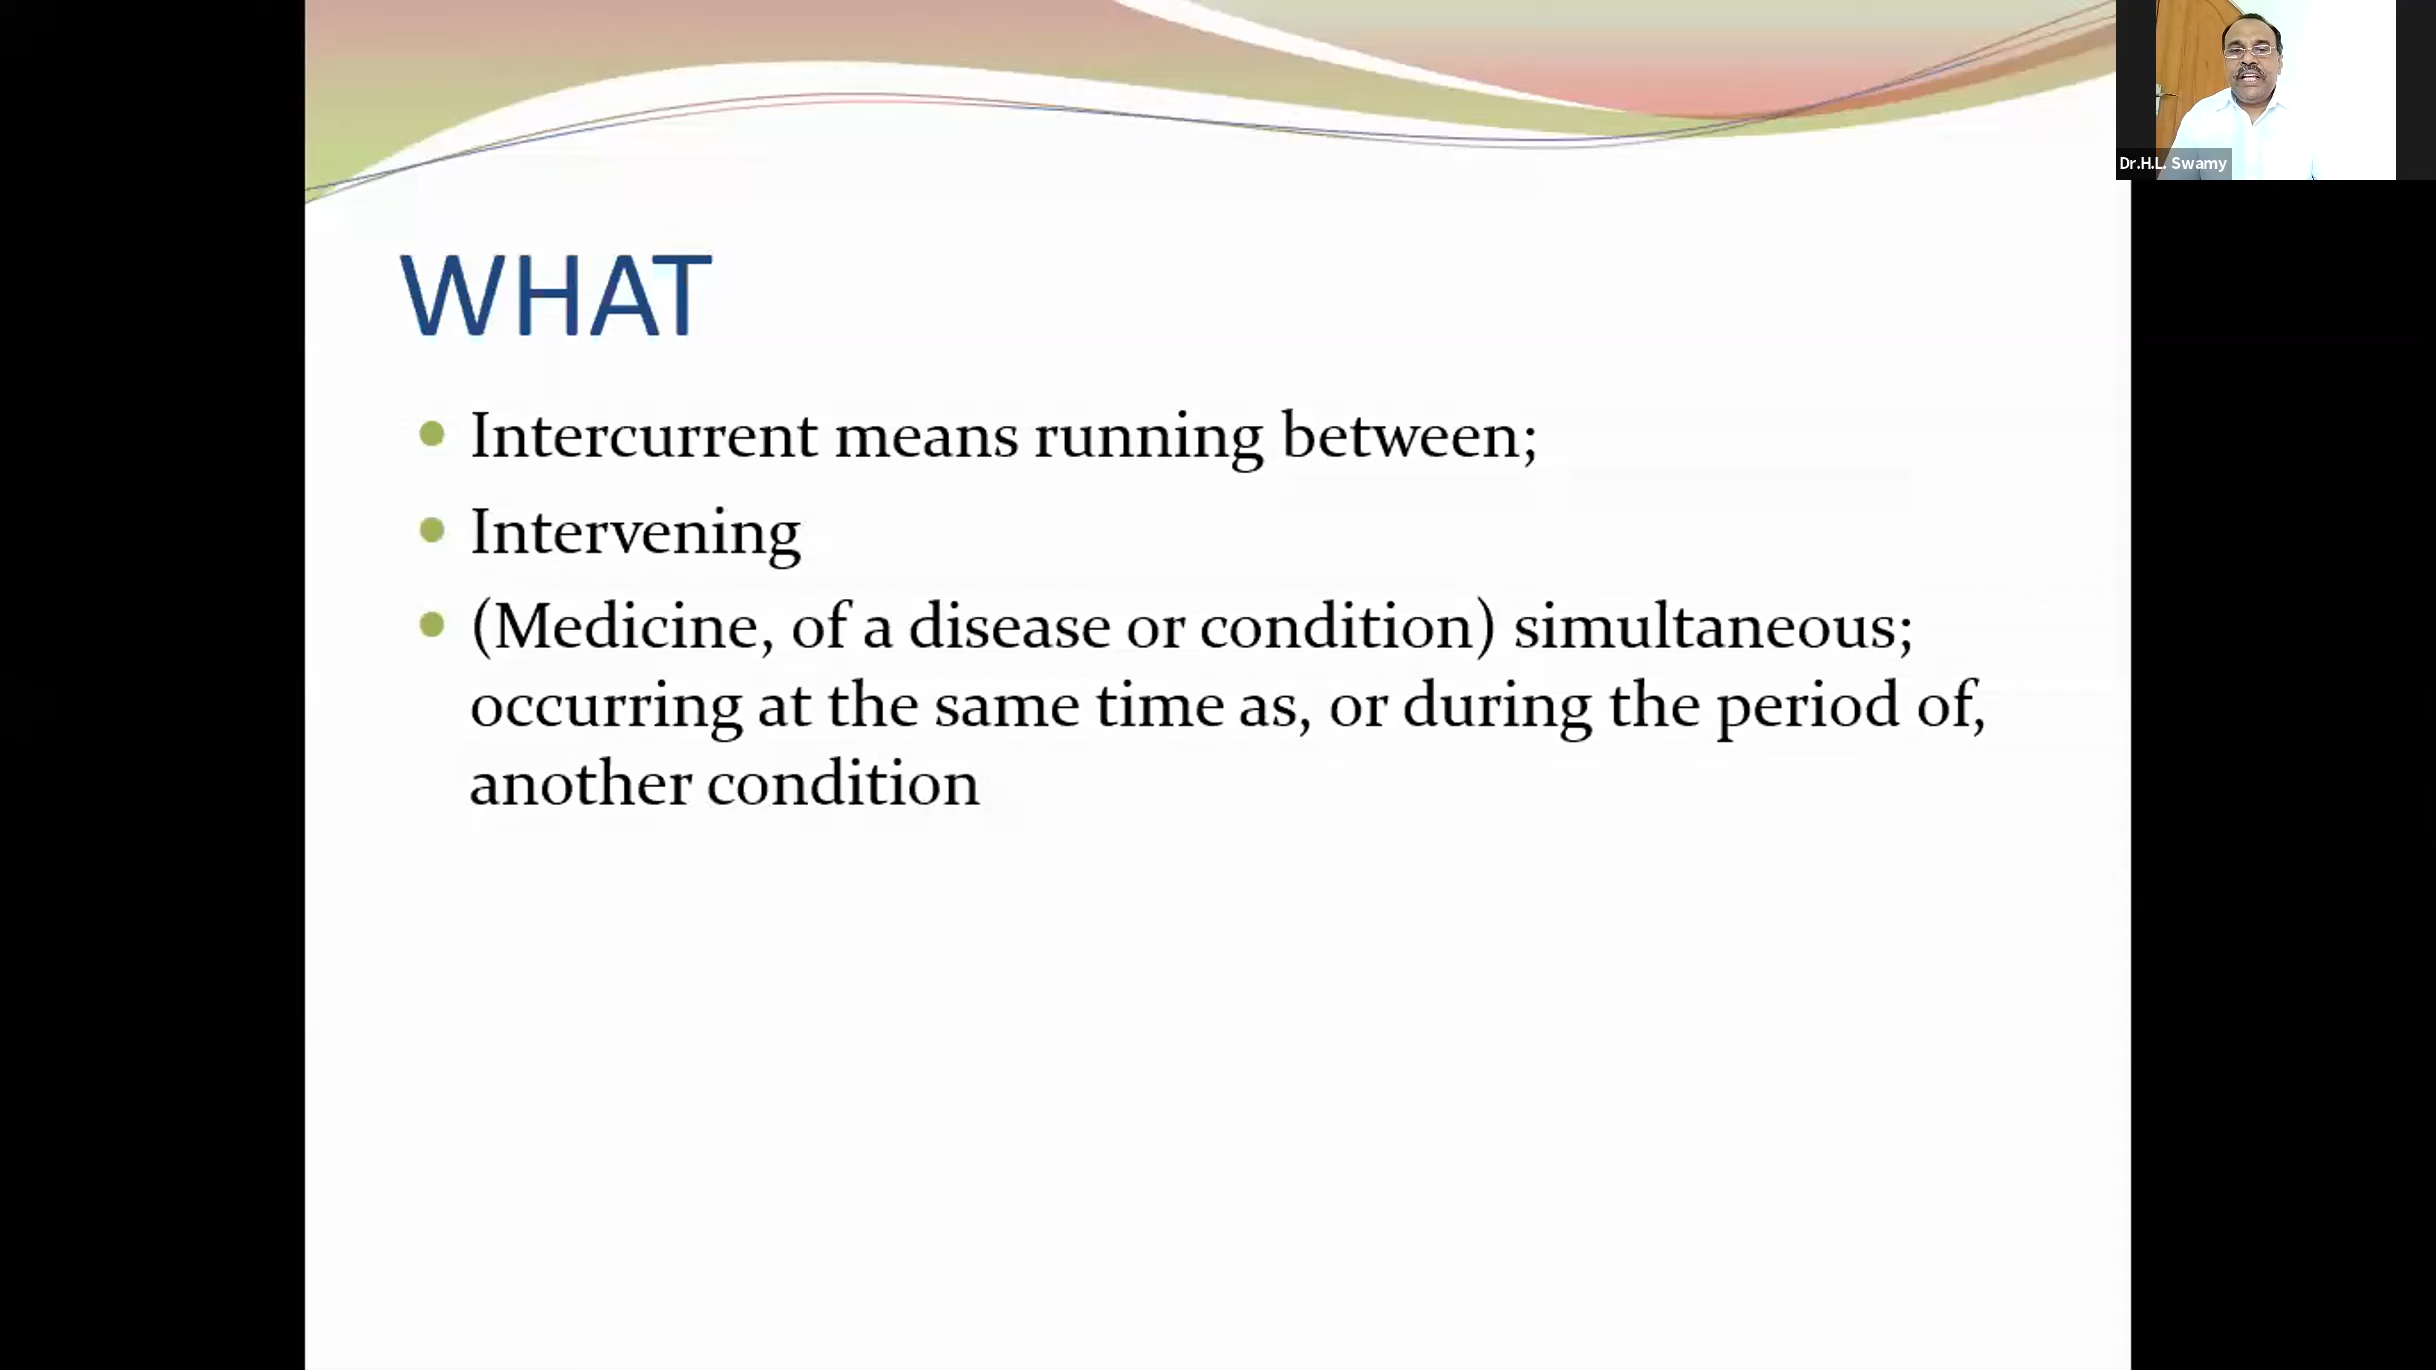 Dr.H.L. Swamy
WHAT
Intercurrent means running between;
Intervening
(Medicine, of a disease or condition) simultaneous;
occurring at the same time as, or during the period of,
another condition